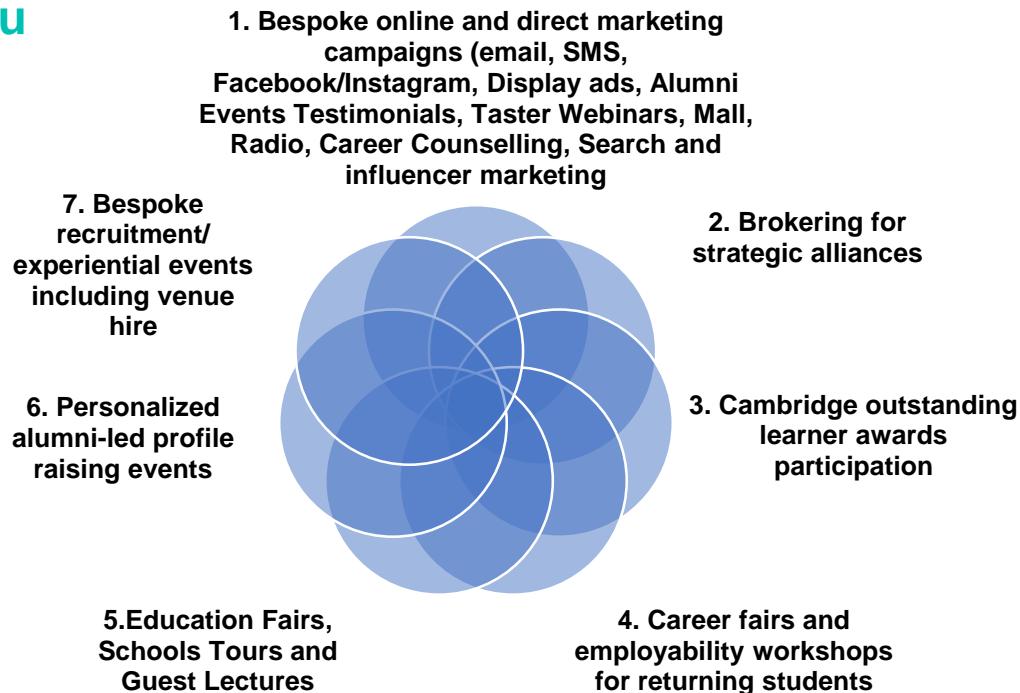 u
1. Bespoke online and direct marketing
campaigns (email, SMS,
Facebook/Instagram, Display ads, Alumni
Events Testimonials, Taster Webinars, Mall,
Radio, Career Counselling, Search and
influencer marketing
2. Brokering for
strategic alliances
3. Cambridge outstanding
learner awards
participation
4. Career fairs and
employability workshops
for returning students
5.Education Fairs,
Schools Tours and
Guest Lectures
6. Personalized
alumni-led profile
raising events
7. Bespoke
recruitment/
experiential events
including venue
hire